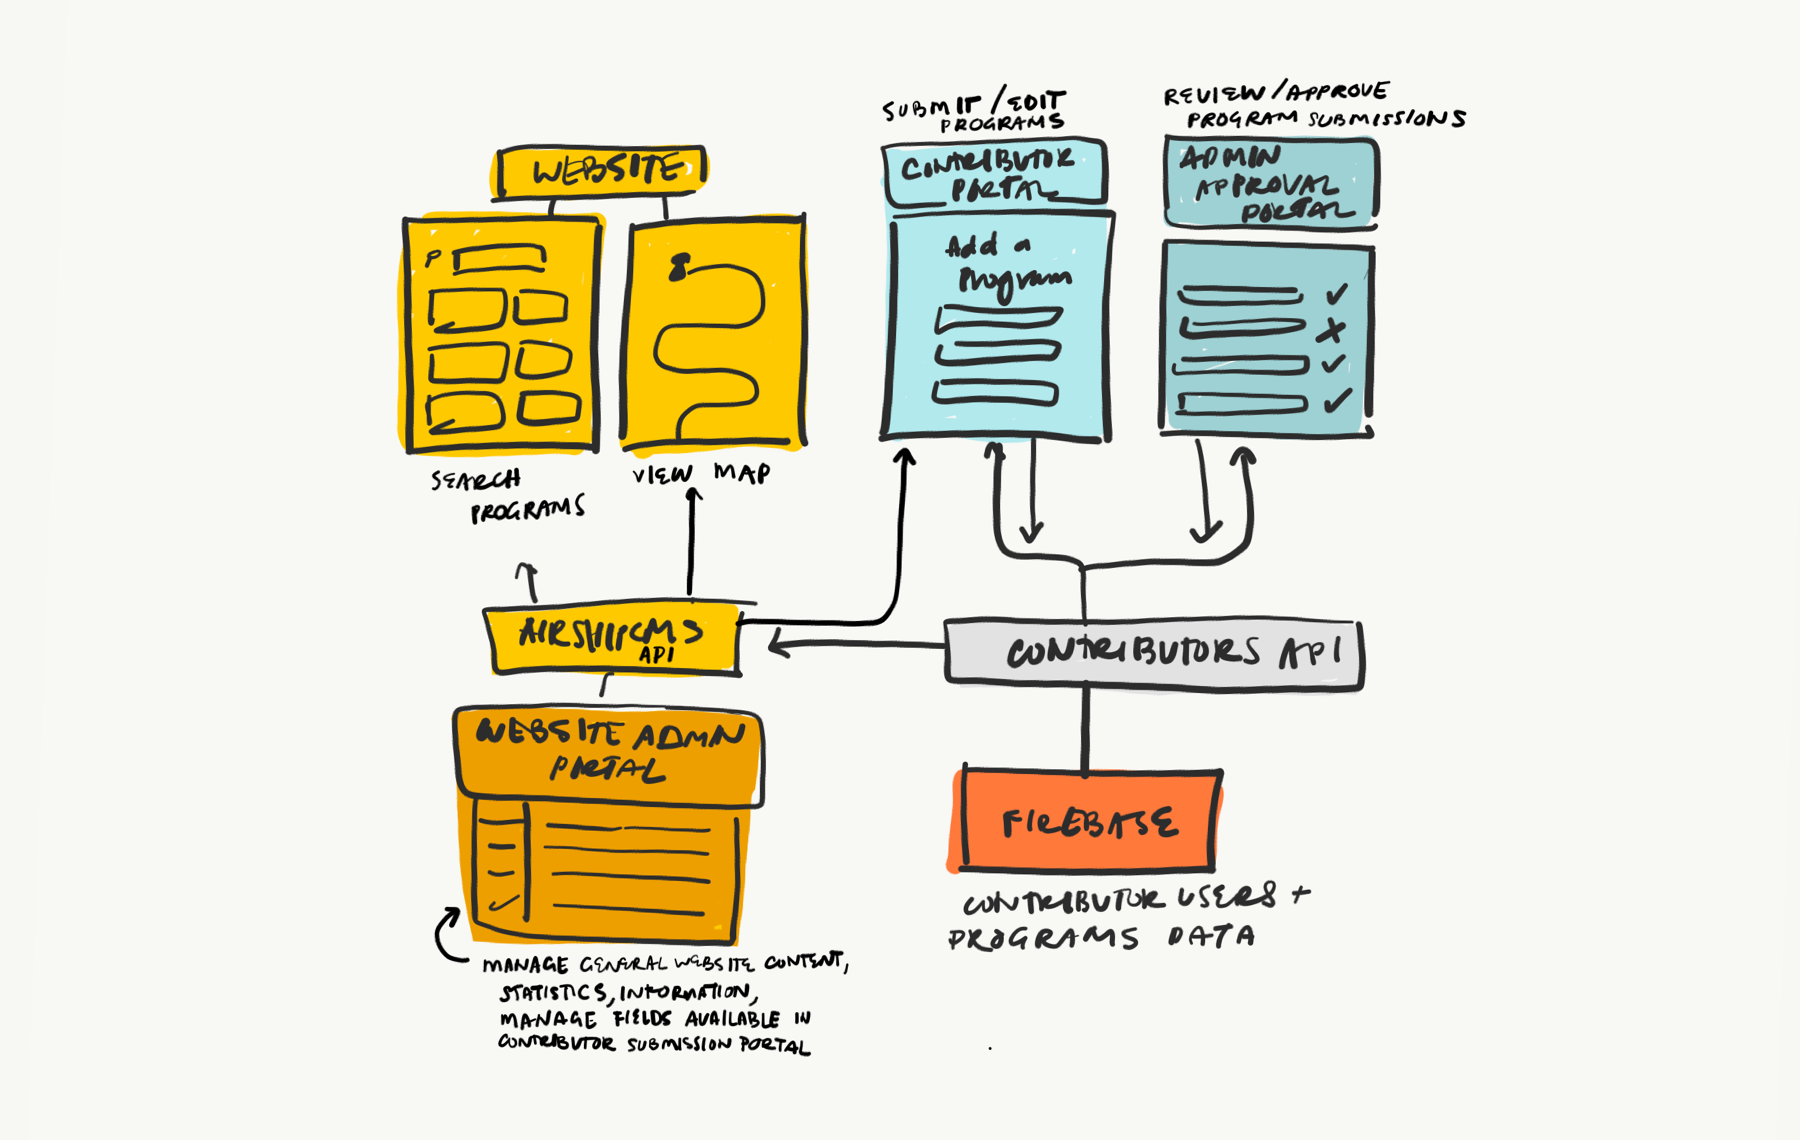 SUBMIT / EDIT
PROGRAMS
REVIEW / APPROVE
PROGRAM SUBMISSIONS
WEBSITE
CONTRIBUTOR
PORTAL
ADMIN
APPROVAL
PORTAL
Add a
Program
SEARCH
PROGRAMS
VIEW MAP
AIRSHIPCMS
API
CONTRIBUTORS API
WEBSITE ADMIN
PORTAL
FIREBASE
CONTRIBUTOR USERS +
PROGRAMS DATA
MANAGE GENERAL WEBSITE CONTENT,
STATISTICS, INFORMATION,
MANAGE FIELDS AVAILABLE IN
CONTRIBUTOR SUBMISSION PORTAL